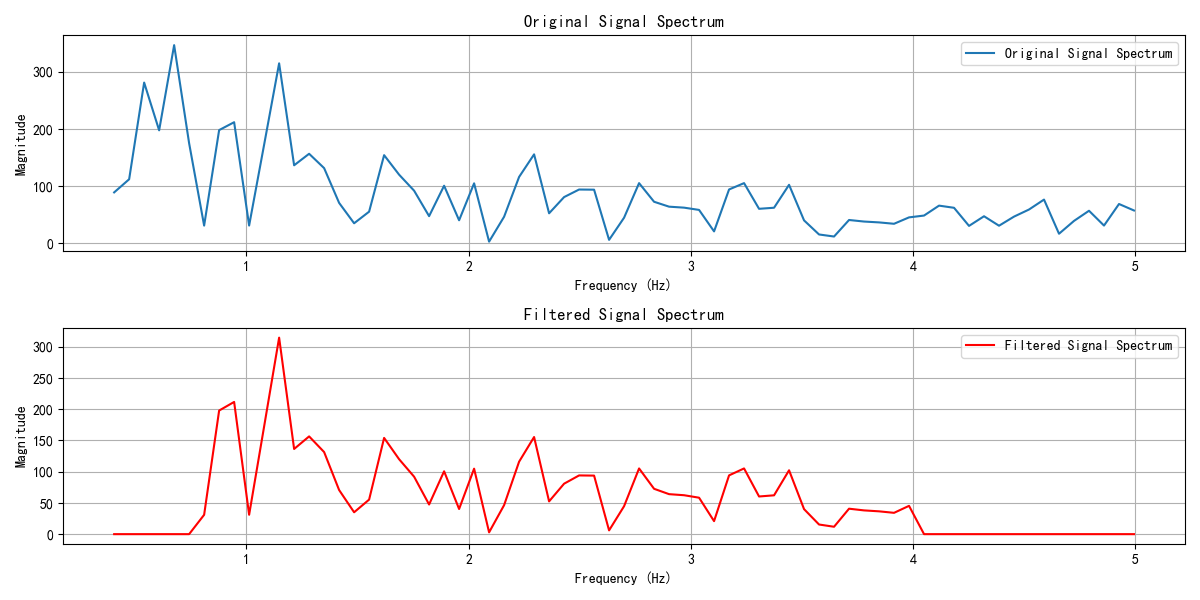 Original Signal Spectrum
Original Signal Spectrum
Magnitude
300
200
100
0
1 2 3 4 5
Frequency (Hz)
Filtered Signal Spectrum
Filtered Signal Spectrum
Magnitude
300
250
200
150
100
50
0
1 2 3 4 5
Frequency (Hz)